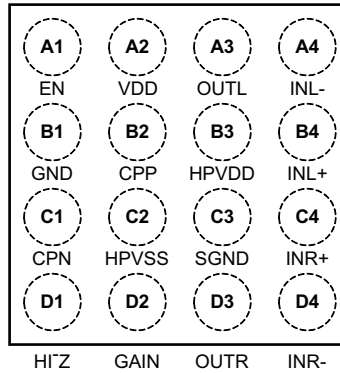 A1 A2 A3 A4
EN VDD OUTL INL-
B1 B2 B3 B4
GND CPP HPVDD INL+
C1 C2 C3 C4
CPN HPVSS SGND INR+
D1 D2 D3 D4
HI-Z GAIN OUTR INR-